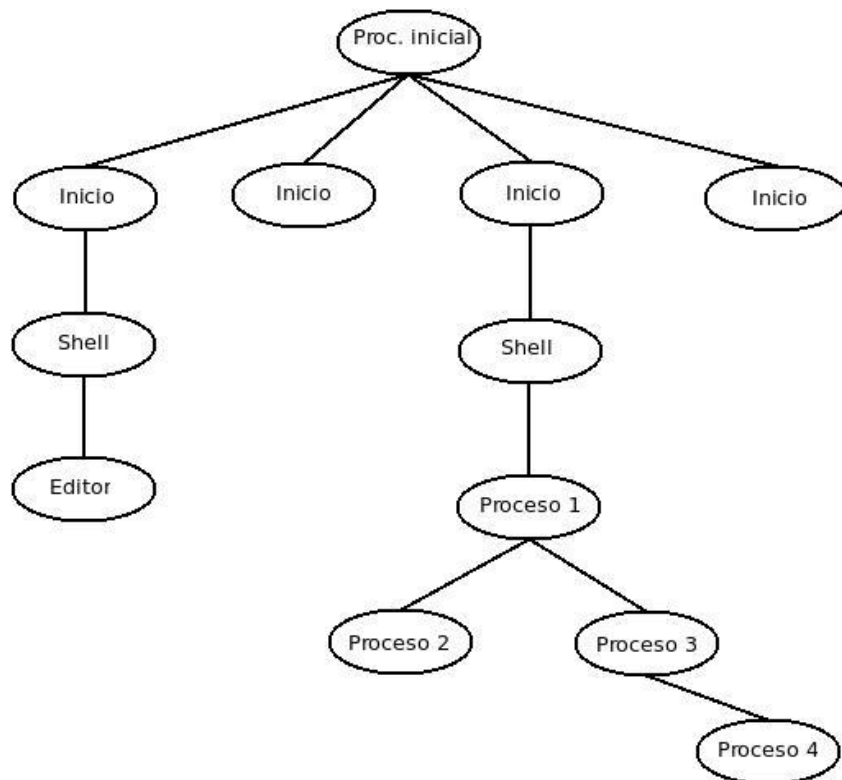 Proc. inicial
Inicio
Inicio
Inicio
Inicio
Shell
Shell
Editor
Proceso 1
Proceso 2
Proceso 3
Proceso 4